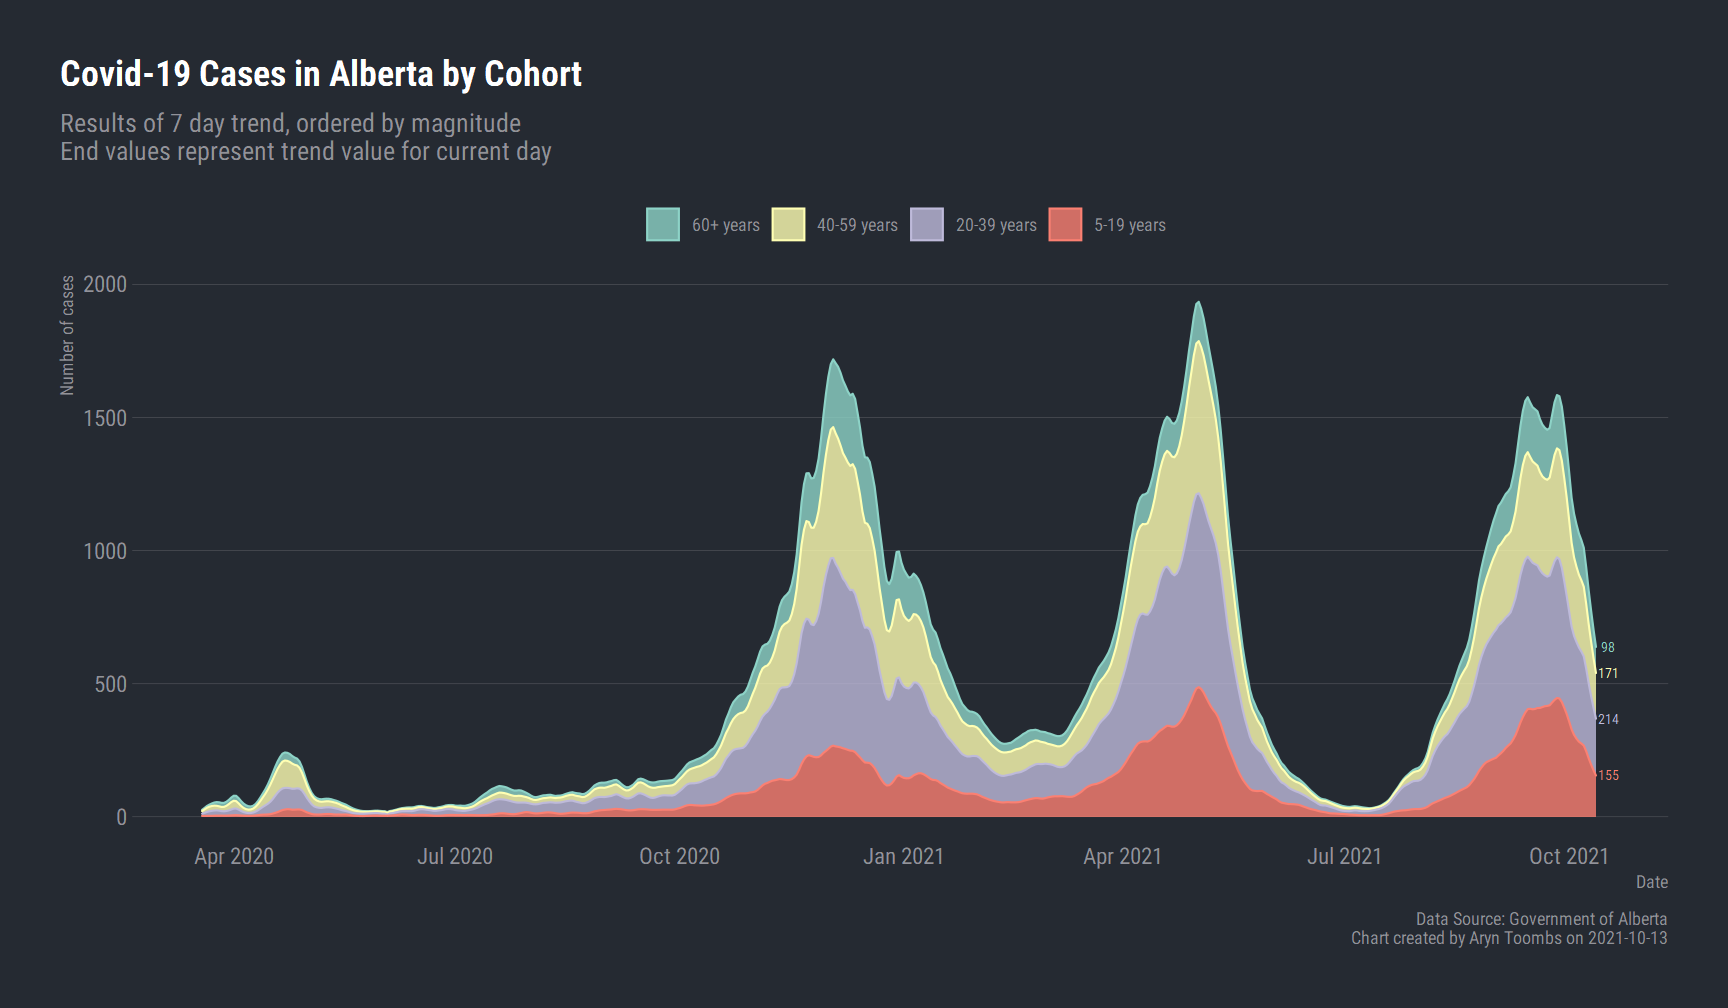 Covid-19 Cases in Alberta by Cohort
Results of 7 day trend, ordered by magnitude
End values represent trend value for current day
60+ years 40-59 years 20-39 years 5-19 years
Number of cases
2000
1500
1000
500
0
98
171
214
155
Apr 2020 Jul 2020 Oct 2020 Jan 2021 Apr 2021 Jul 2021 Oct 2021
Date
Data Source: Government of Alberta
Chart created by Aryn Toombs on 2021-10-13